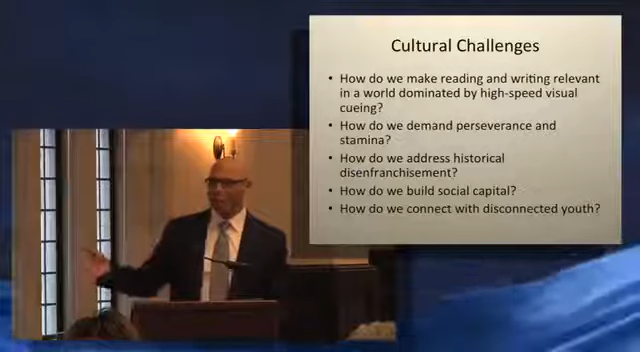 Cultural Challenges
• How do we make reading and writing relevant
in a world dominated by high-speed visual
cueing?
• How do we demand perseverance and
stamina?
• How do we address historical
disenfranchisement?
• How do we build social capital?
• How do we connect with disconnected youth?